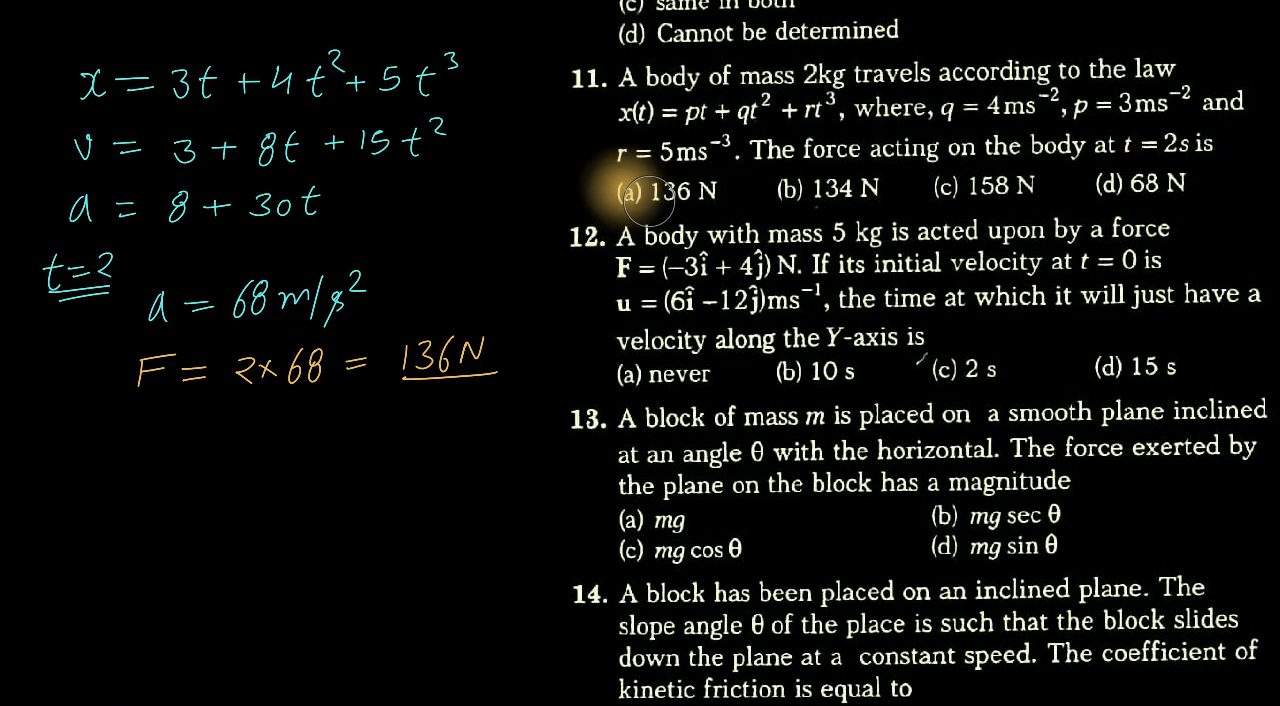 x = 3t + 4t² + 5t³
v = 3 + 8t + 15t²
a = 8 + 30t
t=2
a = 68 m/s²
F = 2×68 = 136N
(c) same in both
(d) Cannot be determined
11. A body of mass 2kg travels according to the law
x(t) = pt + qt² + rt³, where, q = 4ms⁻², p = 3ms⁻² and
r = 5ms⁻³. The force acting on the body at t = 2s is
(a) 136 N (b) 134 N (c) 158 N (d) 68 N
12. A body with mass 5 kg is acted upon by a force
F = (−3î + 4ĵ) N. If its initial velocity at t = 0 is
u = (6î −12ĵ)ms⁻¹, the time at which it will just have a
velocity along the Y-axis is
(a) never (b) 10 s (c) 2 s (d) 15 s
13. A block of mass m is placed on a smooth plane inclined
at an angle θ with the horizontal. The force exerted by
the plane on the block has a magnitude
(a) mg (b) mg sec θ
(c) mg cos θ (d) mg sin θ
14. A block has been placed on an inclined plane. The
slope angle θ of the place is such that the block slides
down the plane at a constant speed. The coefficient of
kinetic friction is equal to